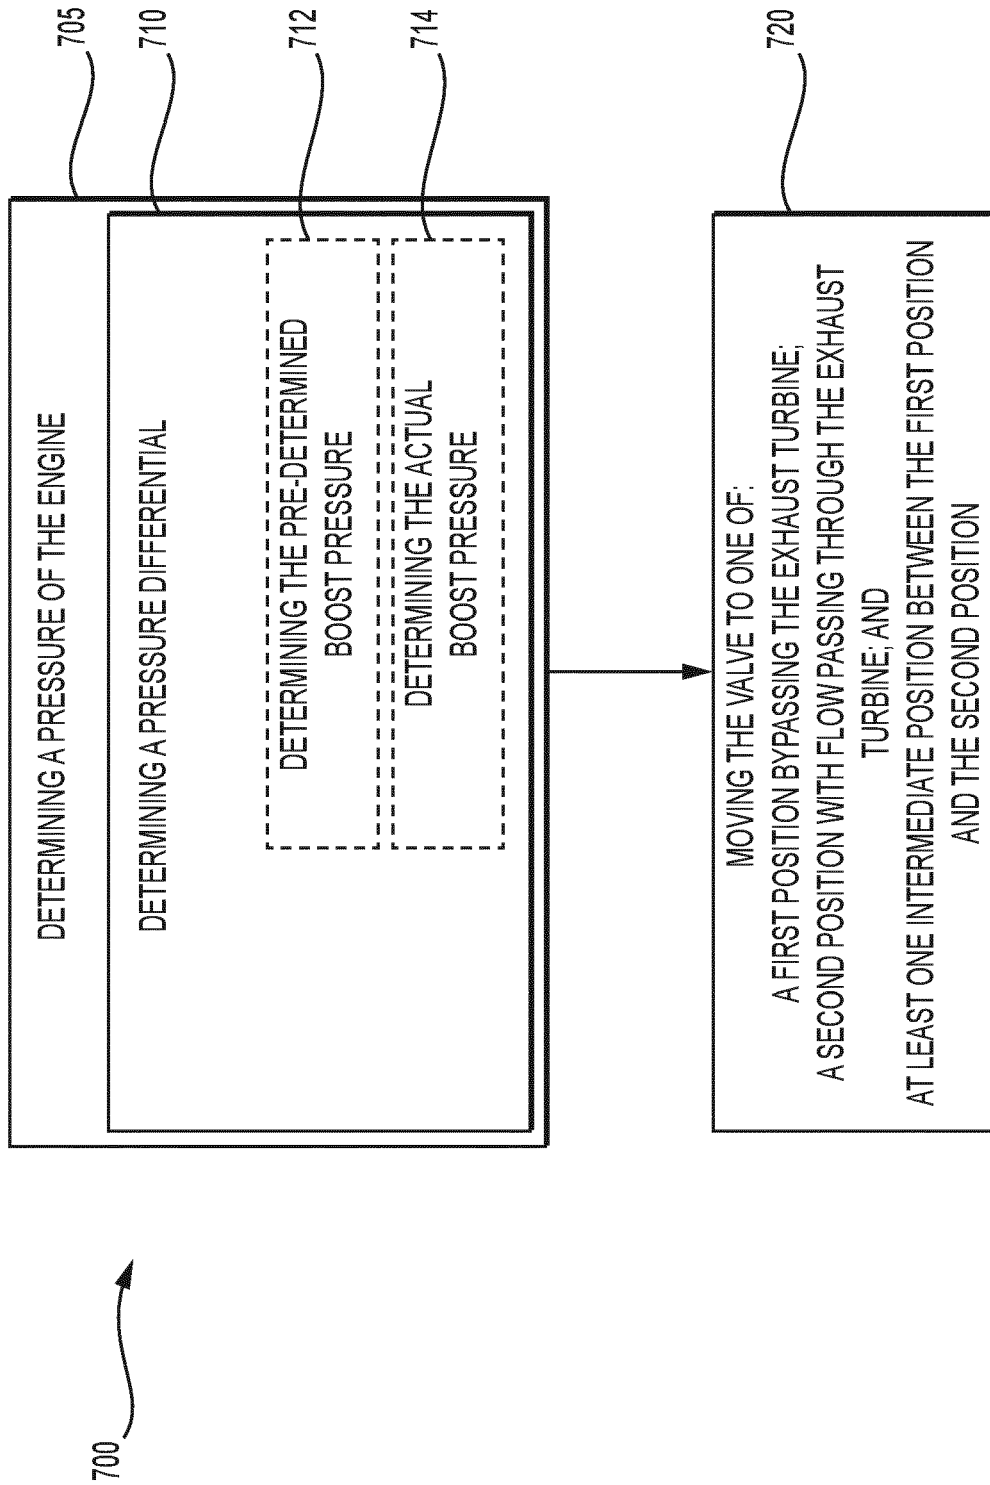 700
705
DETERMINING A PRESSURE OF THE ENGINE
710
DETERMINING A PRESSURE DIFFERENTIAL
712
DETERMINING THE PRE-DETERMINED
BOOST PRESSURE
714
DETERMINING THE ACTUAL
BOOST PRESSURE
720
MOVING THE VALVE TO ONE OF:
A FIRST POSITION BYPASSING THE EXHAUST TURBINE;
A SECOND POSITION WITH FLOW PASSING THROUGH THE EXHAUST
TURBINE; AND
AT LEAST ONE INTERMEDIATE POSITION BETWEEN THE FIRST POSITION
AND THE SECOND POSITION